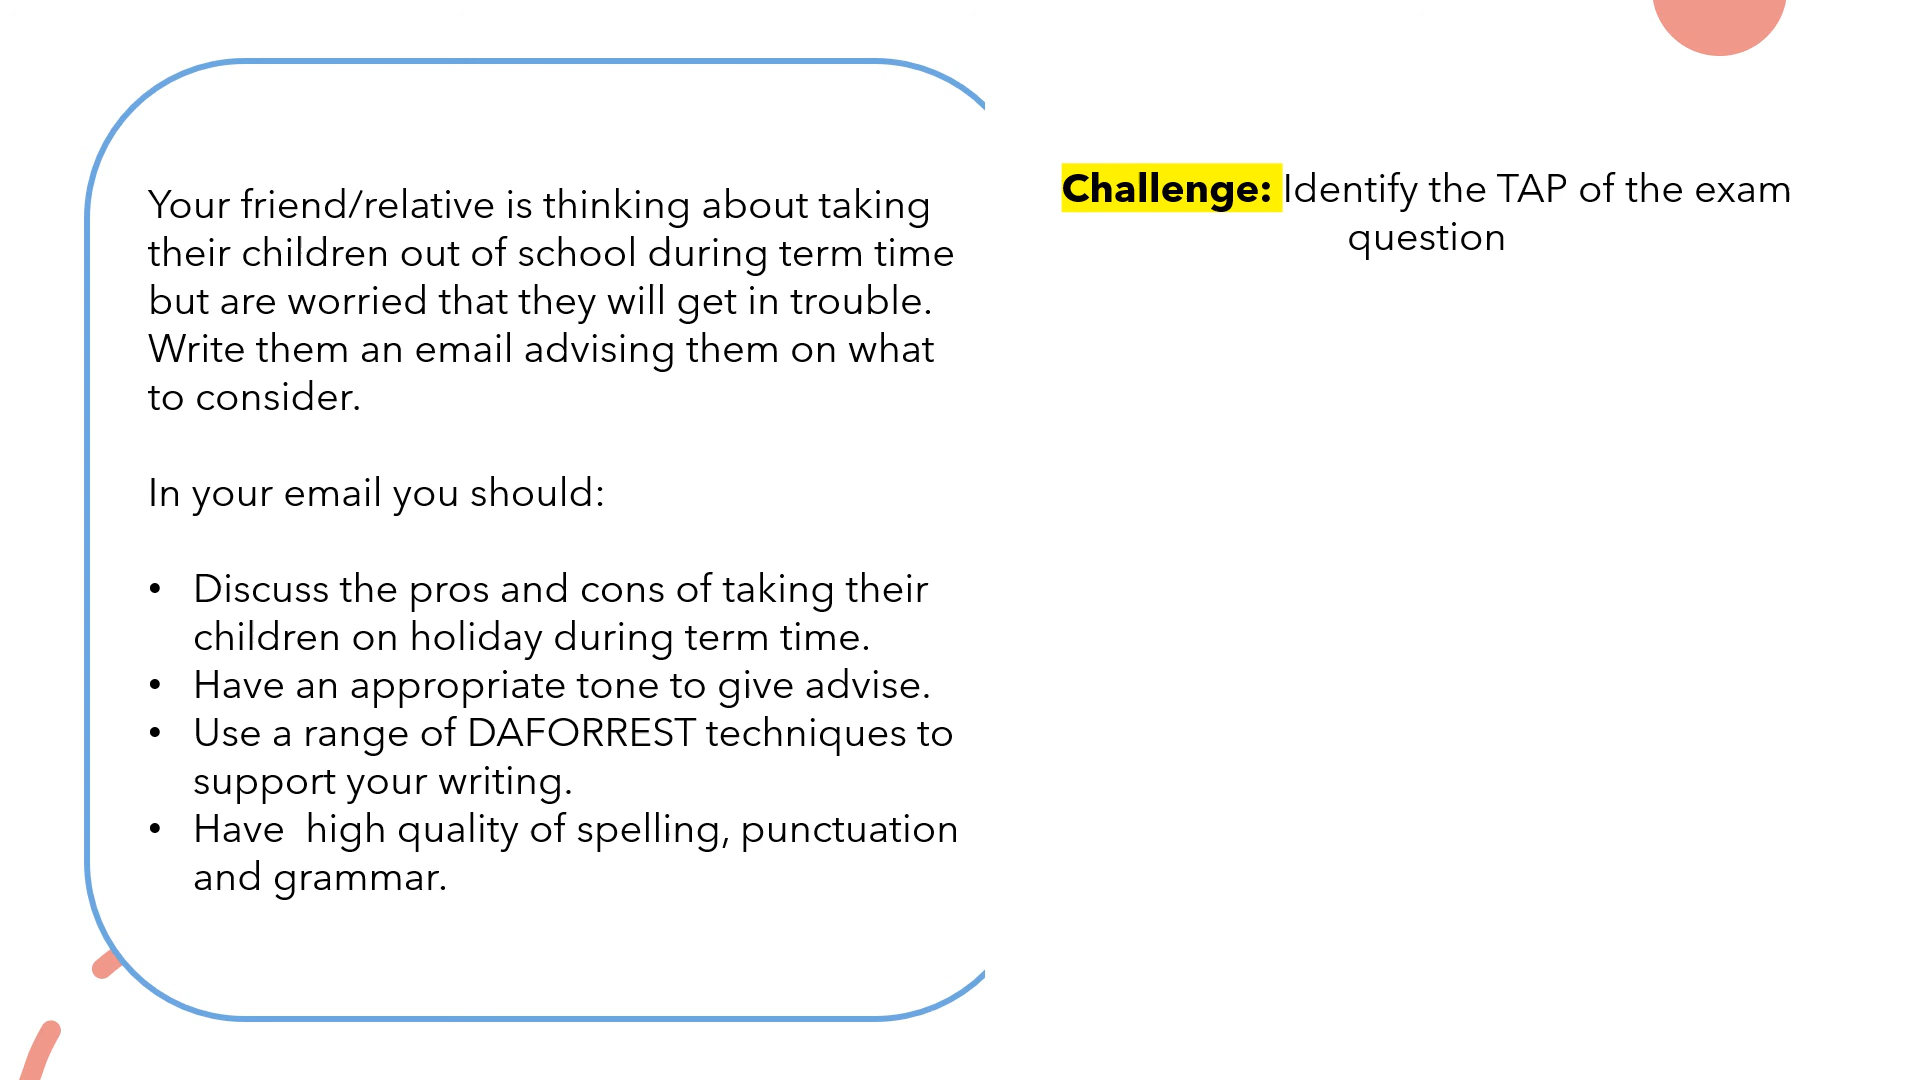 Your friend/relative is thinking about taking
their children out of school during term time
but are worried that they will get in trouble.
Write them an email advising them on what
to consider.
In your email you should:
• Discuss the pros and cons of taking their
children on holiday during term time.
• Have an appropriate tone to give advise.
• Use a range of DAFORREST techniques to
support your writing.
• Have  high quality of spelling, punctuation
and grammar.
Challenge: Identify the TAP of the exam
question